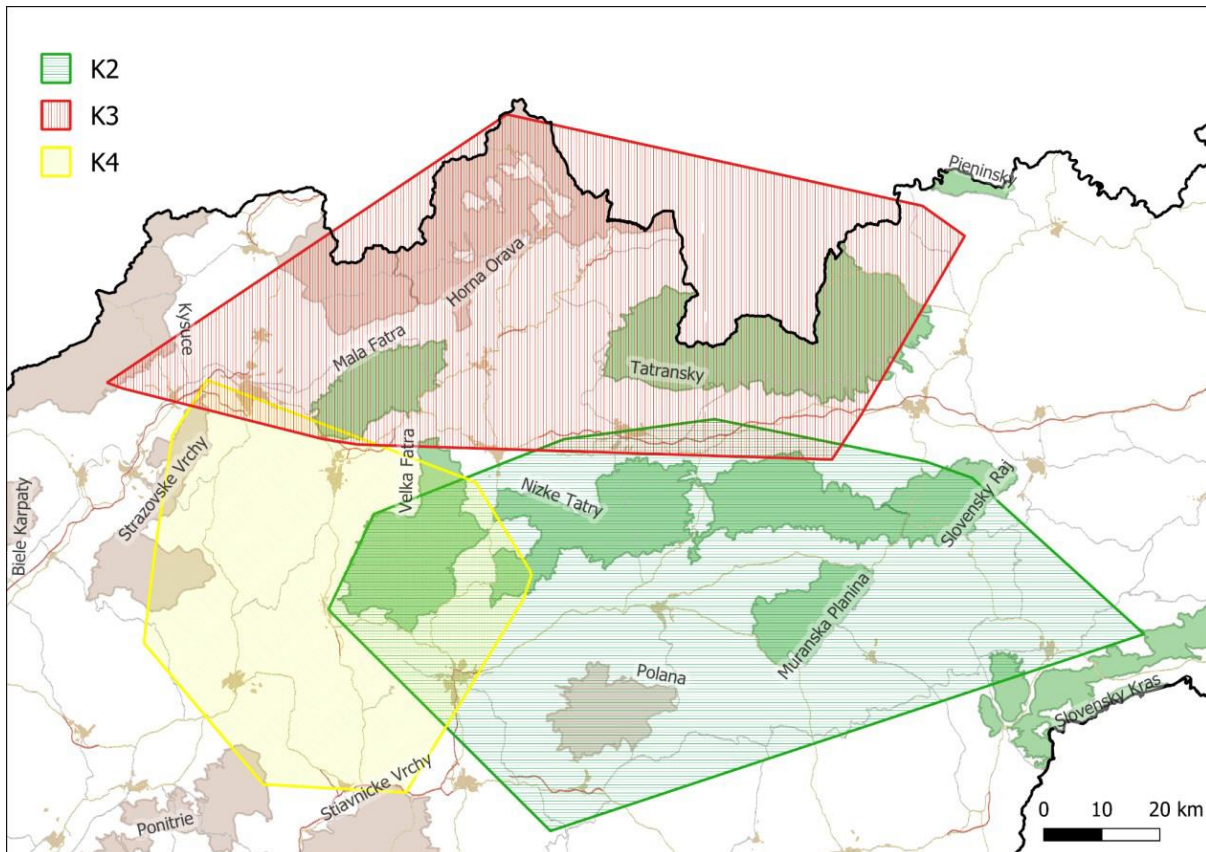 K2
K3
K4
Pieninsky
Kysuce
Horna Orava
Mala Fatra
Tatransky
Strazovske Vrchy
Velka Fatra
Nizke Tatry
Slovensky Raj
Biele Karpaty
Muranska Planina
Polana
Slovensky Kras
Stiavnicke Vrchy
Ponitrie
0 10 20 km